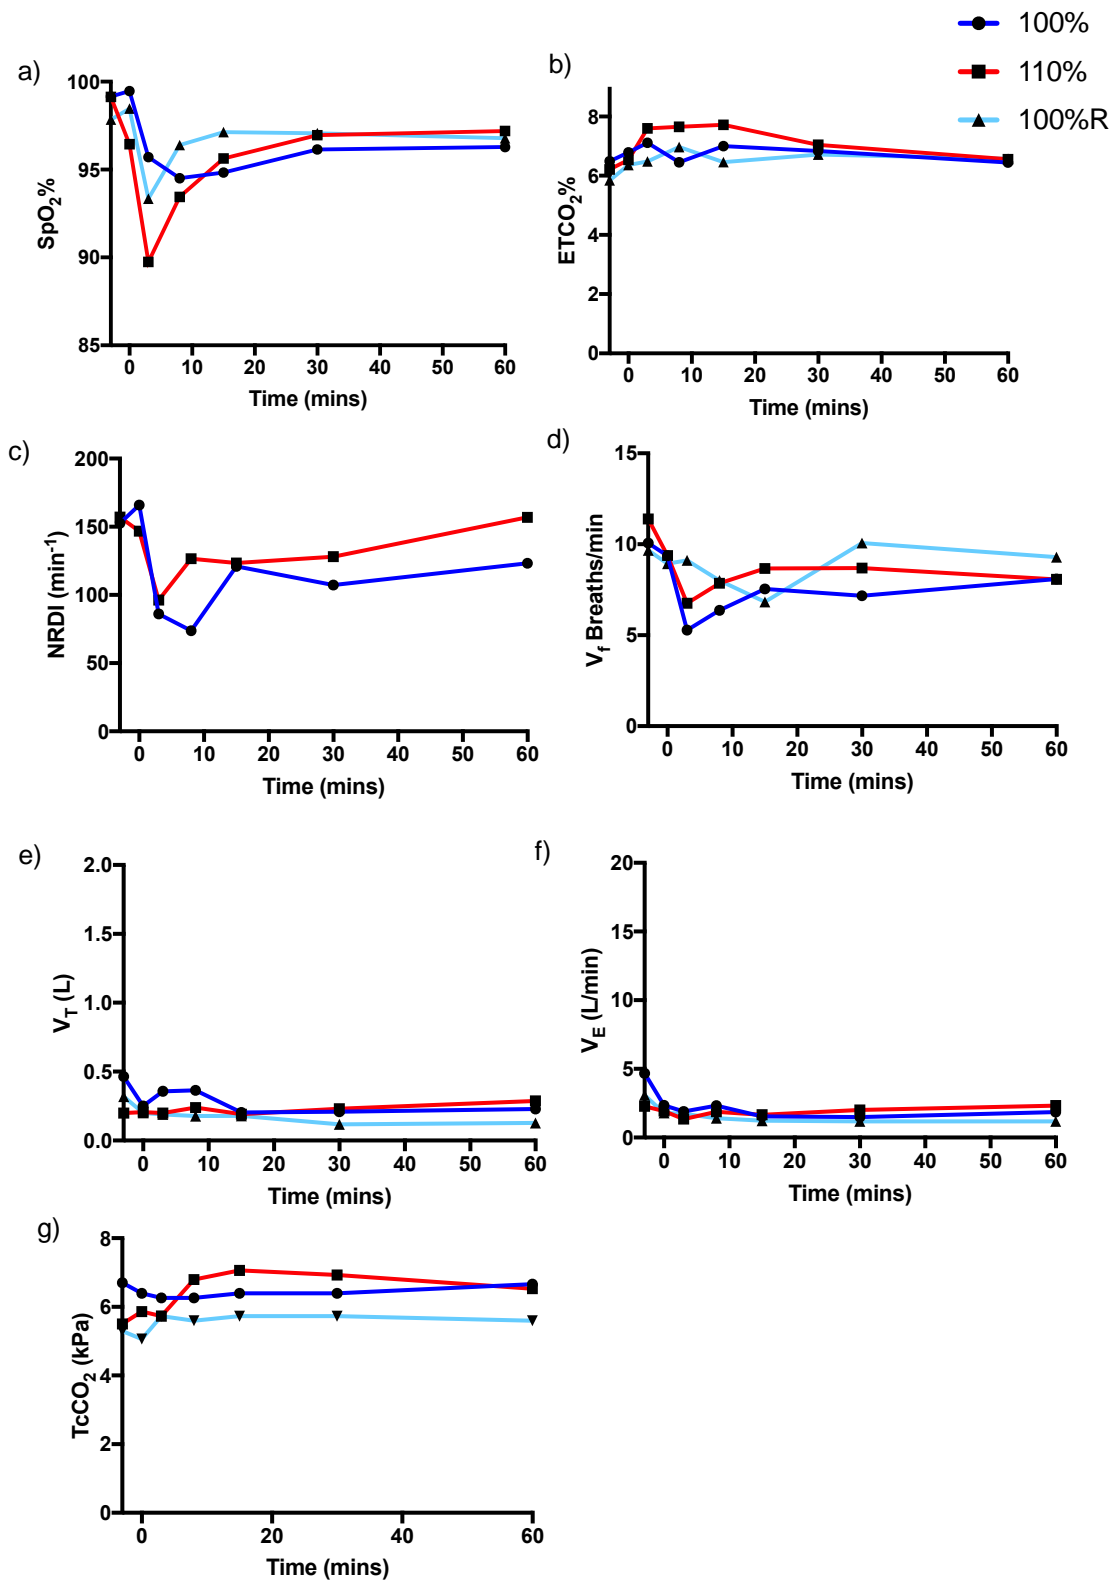 100%
110%
100%R
a)
100
95
90
85
SpO2%
0 10 20 30 40 50 60
Time (mins)
b)
8
6
4
2
0
ETCO2%
0 10 20 30 40 50 60
Time (mins)
c)
200
150
100
50
0
NRDI (min-1)
0 10 20 30 40 50 60
Time (mins)
d)
15
10
5
0
Vf Breaths/min
0 10 20 30 40 50 60
Time (mins)
e)
2.0
1.5
1.0
0.5
0.0
VT (L)
0 10 20 30 40 50 60
Time (mins)
f)
20
15
10
5
0
VE (L/min)
0 10 20 30 40 50 60
Time (mins)
g)
8
6
4
2
0
TcCO2 (kPa)
0 20 40 60
Time (mins)